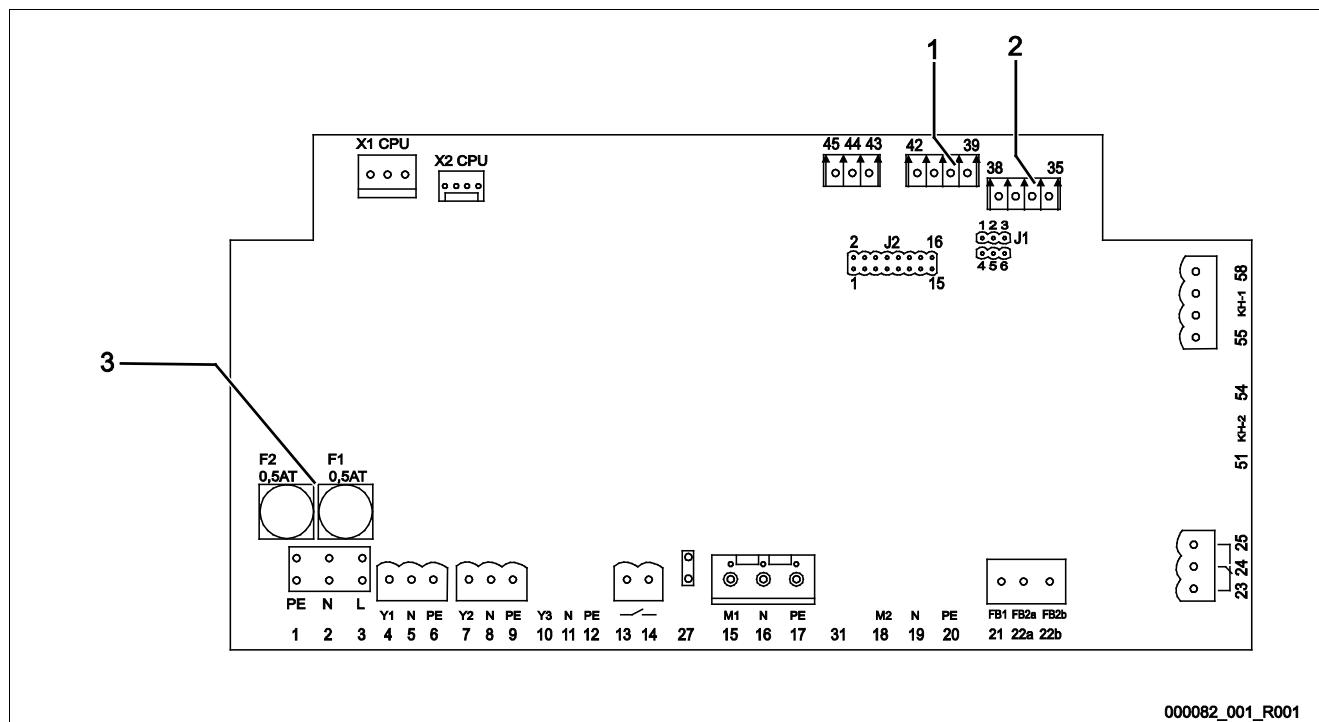 1 2
X1 CPU
X2 CPU
45 44 43
42 39
38 35
1 2 3
J1
4 5 6
2 J2 16
1 15
58
KH-1
55
54
KH-2
51
3
F2 F1
0,5AT 0,5AT
25
24
23
PE N L
Y1 N PE Y2 N PE Y3 N PE M1 N PE M2 N PE FB1 FB2a FB2b
1 2 3 4 5 6 7 8 9 10 11 12 13 14 27 15 16 17 31 18 19 20 21 22a 22b
000082_001_R001